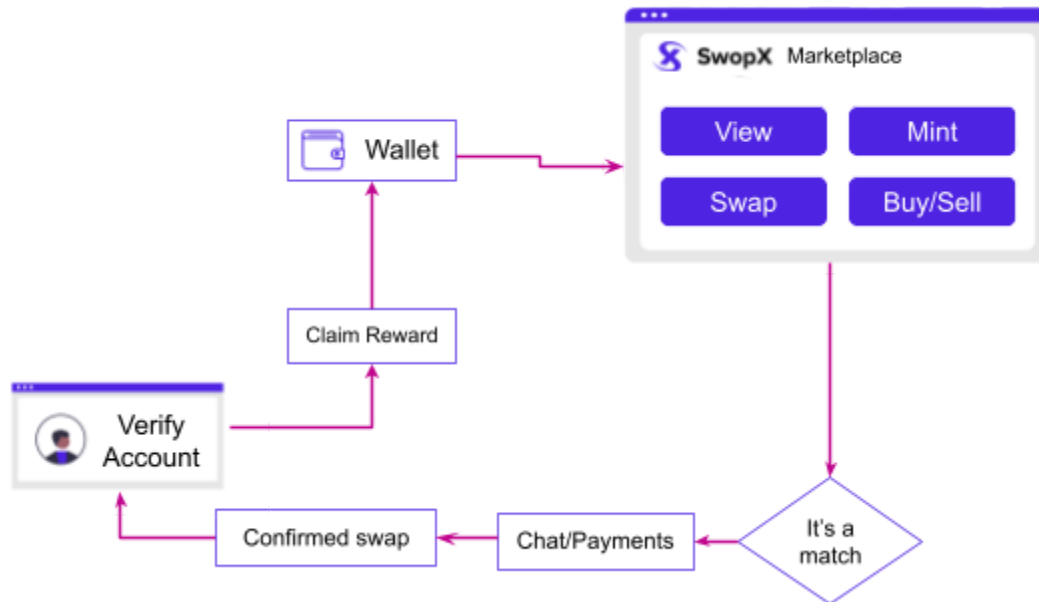 SwopX Marketplace
View
Mint
Swap
Buy/Sell
Wallet
Claim Reward
Verify
Account
Confirmed swap
Chat/Payments
It's a
match